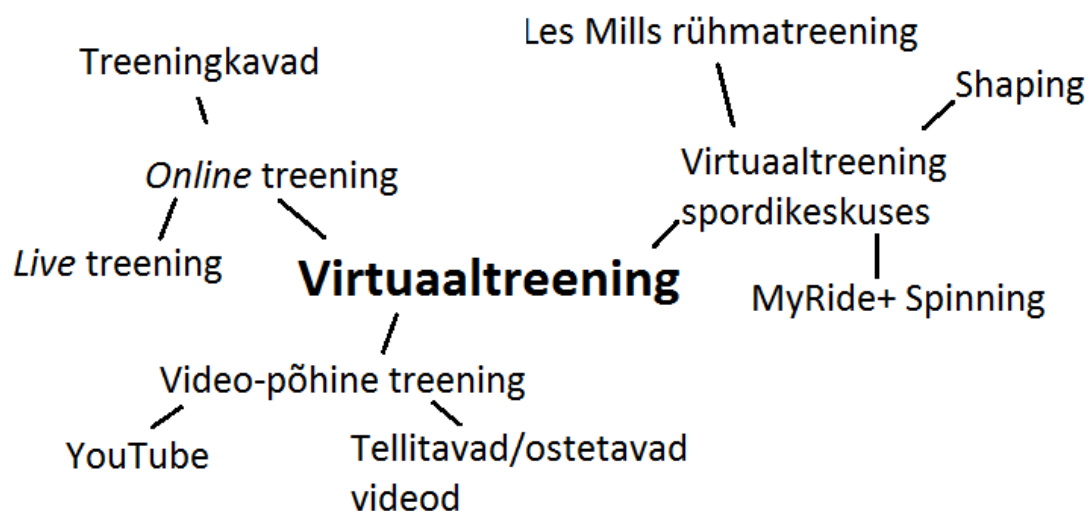 Les Mills rühmatreening
Treeningkavad
Shaping
Virtuaaltreening
spordikeskuses
Online treening
Live treening
Virtuaaltreening
MyRide+ Spinning
Video-põhine treening
YouTube
Tellitavad/ostetavad
videod